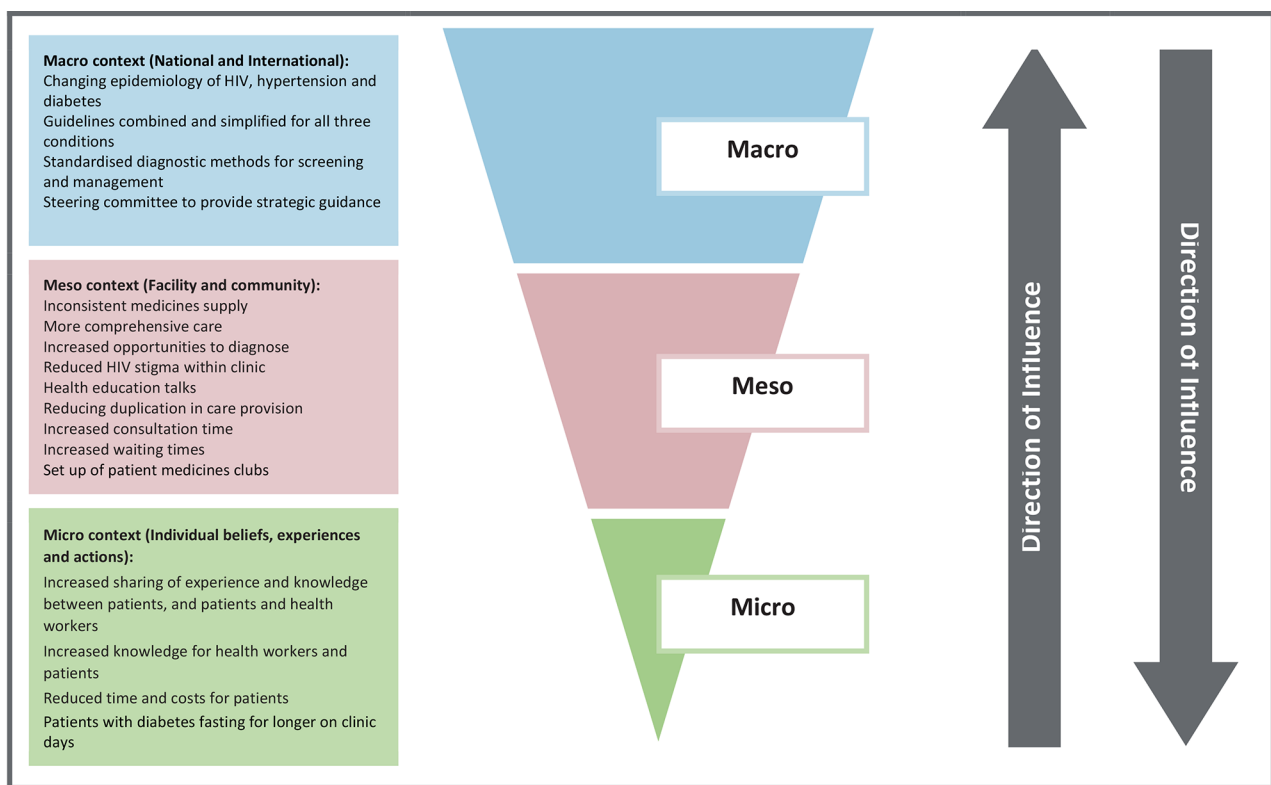 Macro context (National and International):
Changing epidemiology of HIV, hypertension and
diabetes
Guidelines combined and simplified for all three
conditions
Standardised diagnostic methods for screening
and management
Steering committee to provide strategic guidance
Meso context (Facility and community):
Inconsistent medicines supply
More comprehensive care
Increased opportunities to diagnose
Reduced HIV stigma within clinic
Health education talks
Reducing duplication in care provision
Increased consultation time
Increased waiting times
Set up of patient medicines clubs
Micro context (Individual beliefs, experiences
and actions):
Increased sharing of experience and knowledge
between patients, and patients and health
workers
Increased knowledge for health workers and
patients
Reduced time and costs for patients
Patients with diabetes fasting for longer on clinic
days
Macro
Meso
Micro
Direction of Influence
Direction of Influence